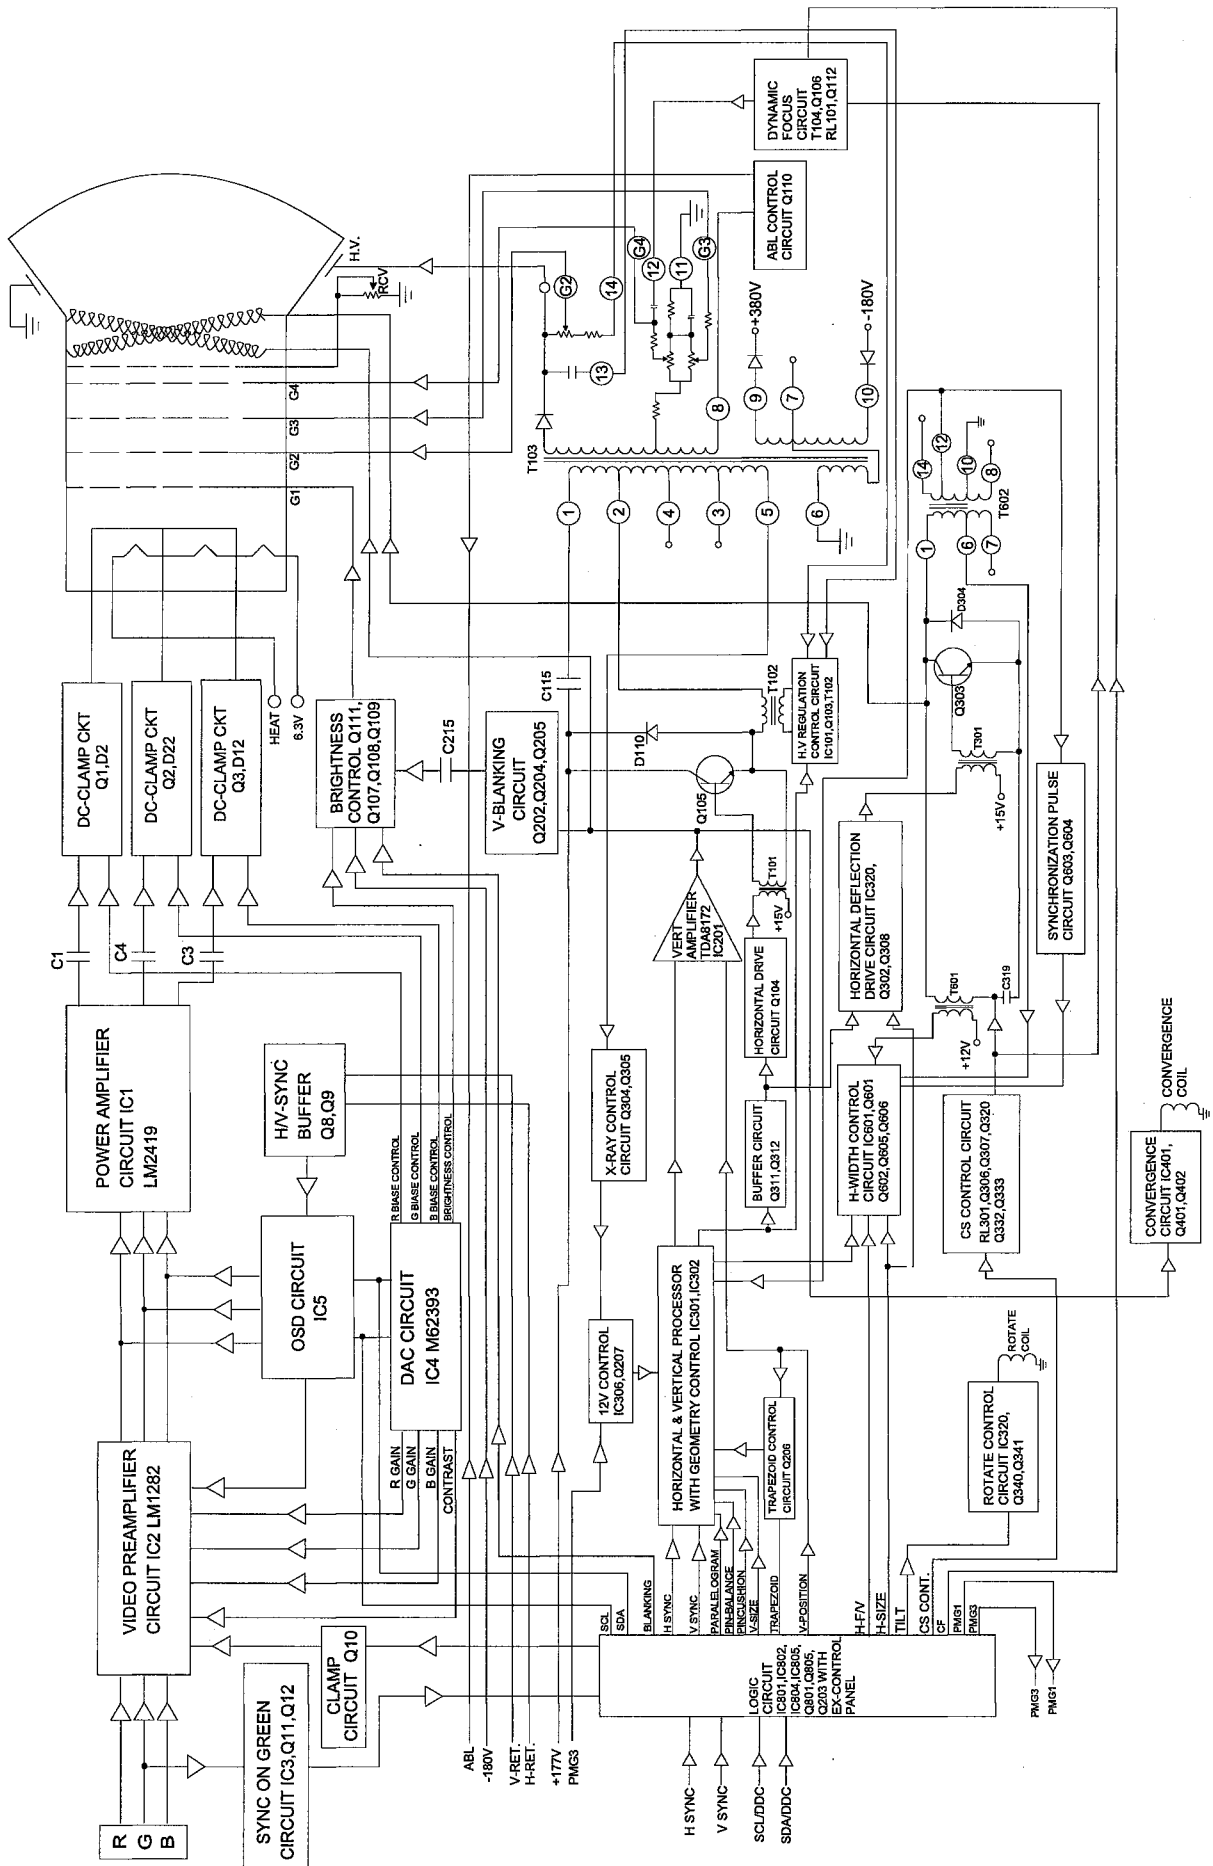 R
G
B
SYNC ON GREEN
CIRCUIT IC3,Q11,Q12
VIDEO PREAMPLIFIER
CIRCUIT IC2 LM1282
CLAMP
CIRCUIT Q10
POWER AMPLIFIER
CIRCUIT IC1
LM2419
H/V-SYNC
BUFFER
Q8,Q9
OSD CIRCUIT
IC5
DAC CIRCUIT
IC4 M62393
R GAIN
G GAIN
B GAIN
CONTRAST
R BIASE CONTROL
G BIASE CONTROL
B BIASE CONTROL
BRIGHTNESS CONTROL
C1
C4
C3
DC-CLAMP CKT
Q1,D2
DC-CLAMP CKT
Q2,D22
DC-CLAMP CKT
Q3,D12
HEAT
6.3V
BRIGHTNESS
CONTROL Q111,
Q107,Q108,Q109
C215
V-BLANKING
CIRCUIT
Q202,Q204,Q205
G1
G2
G3
G4
H.V.
RCV
ABL
-180V
V-RET.
H-RET.
+177V
PMG3
X-RAY CONTROL
CIRCUIT Q304,Q305
12V CONTROL
IC306,Q207
VERT
AMPLIFIER
TDA8172
IC201
HORIZONTAL & VERTICAL PROCESSOR
WITH GEOMETRY CONTROL IC301,IC302
TRAPEZOID CONTROL
CIRCUIT Q206
BUFFER CIRCUIT
Q311,Q312
HORIZONTAL DRIVE
CIRCUIT Q104
T101
+15V
Q105
D110
C115
T102
H.V REGULATION
CONTROL CIRCUIT
IC101,Q103,T102
T103
1
2
4
3
5
6
13
14
G2
G4
12
11
G3
8
9
7
10
+380V
-180V
ABL CONTROL
CIRCUIT Q110
DYNAMIC
FOCUS
CIRCUIT
T104,Q106
RL101,Q112
H SYNC
V SYNC
SCL/DDC
SDA/DDC
LOGIC
CIRCUIT
IC801,IC802,
IC804,IC805,
Q801,Q805,
Q203 WITH
EX-CONTROL
PANEL
SCL
SDA
BLANKING
H SYNC
V SYNC
PARALELOGRAM
PIN-BALANCE
PINCUSHION
V-SIZE
TRAPEZOID
V-POSITION
H-F/V
H-SIZE
TILT
CS CONT.
CF
PMG1
PMG3
PMG3
PMG1
H-WIDTH CONTROL
CIRCUIT IC601,Q601
Q602,Q605,Q606
HORIZONTAL DEFLECTION
DRIVE CIRCUIT IC320,
Q302,Q308
T301
+15V
Q303
D304
1
6
7
14
12
10
8
T602
T601
+12V
C319
CS CONTROL CIRCUIT
RL301,Q306,Q307,Q320
Q332,Q333
SYNCHRONIZATION PULSE
CIRCUIT Q603,Q604
ROTATE CONTROL
CIRCUIT IC320,
Q340,Q341
ROTATE
COIL
CONVERGENCE
CIRCUIT IC401,
Q401,Q402
CONVERGENCE
COIL